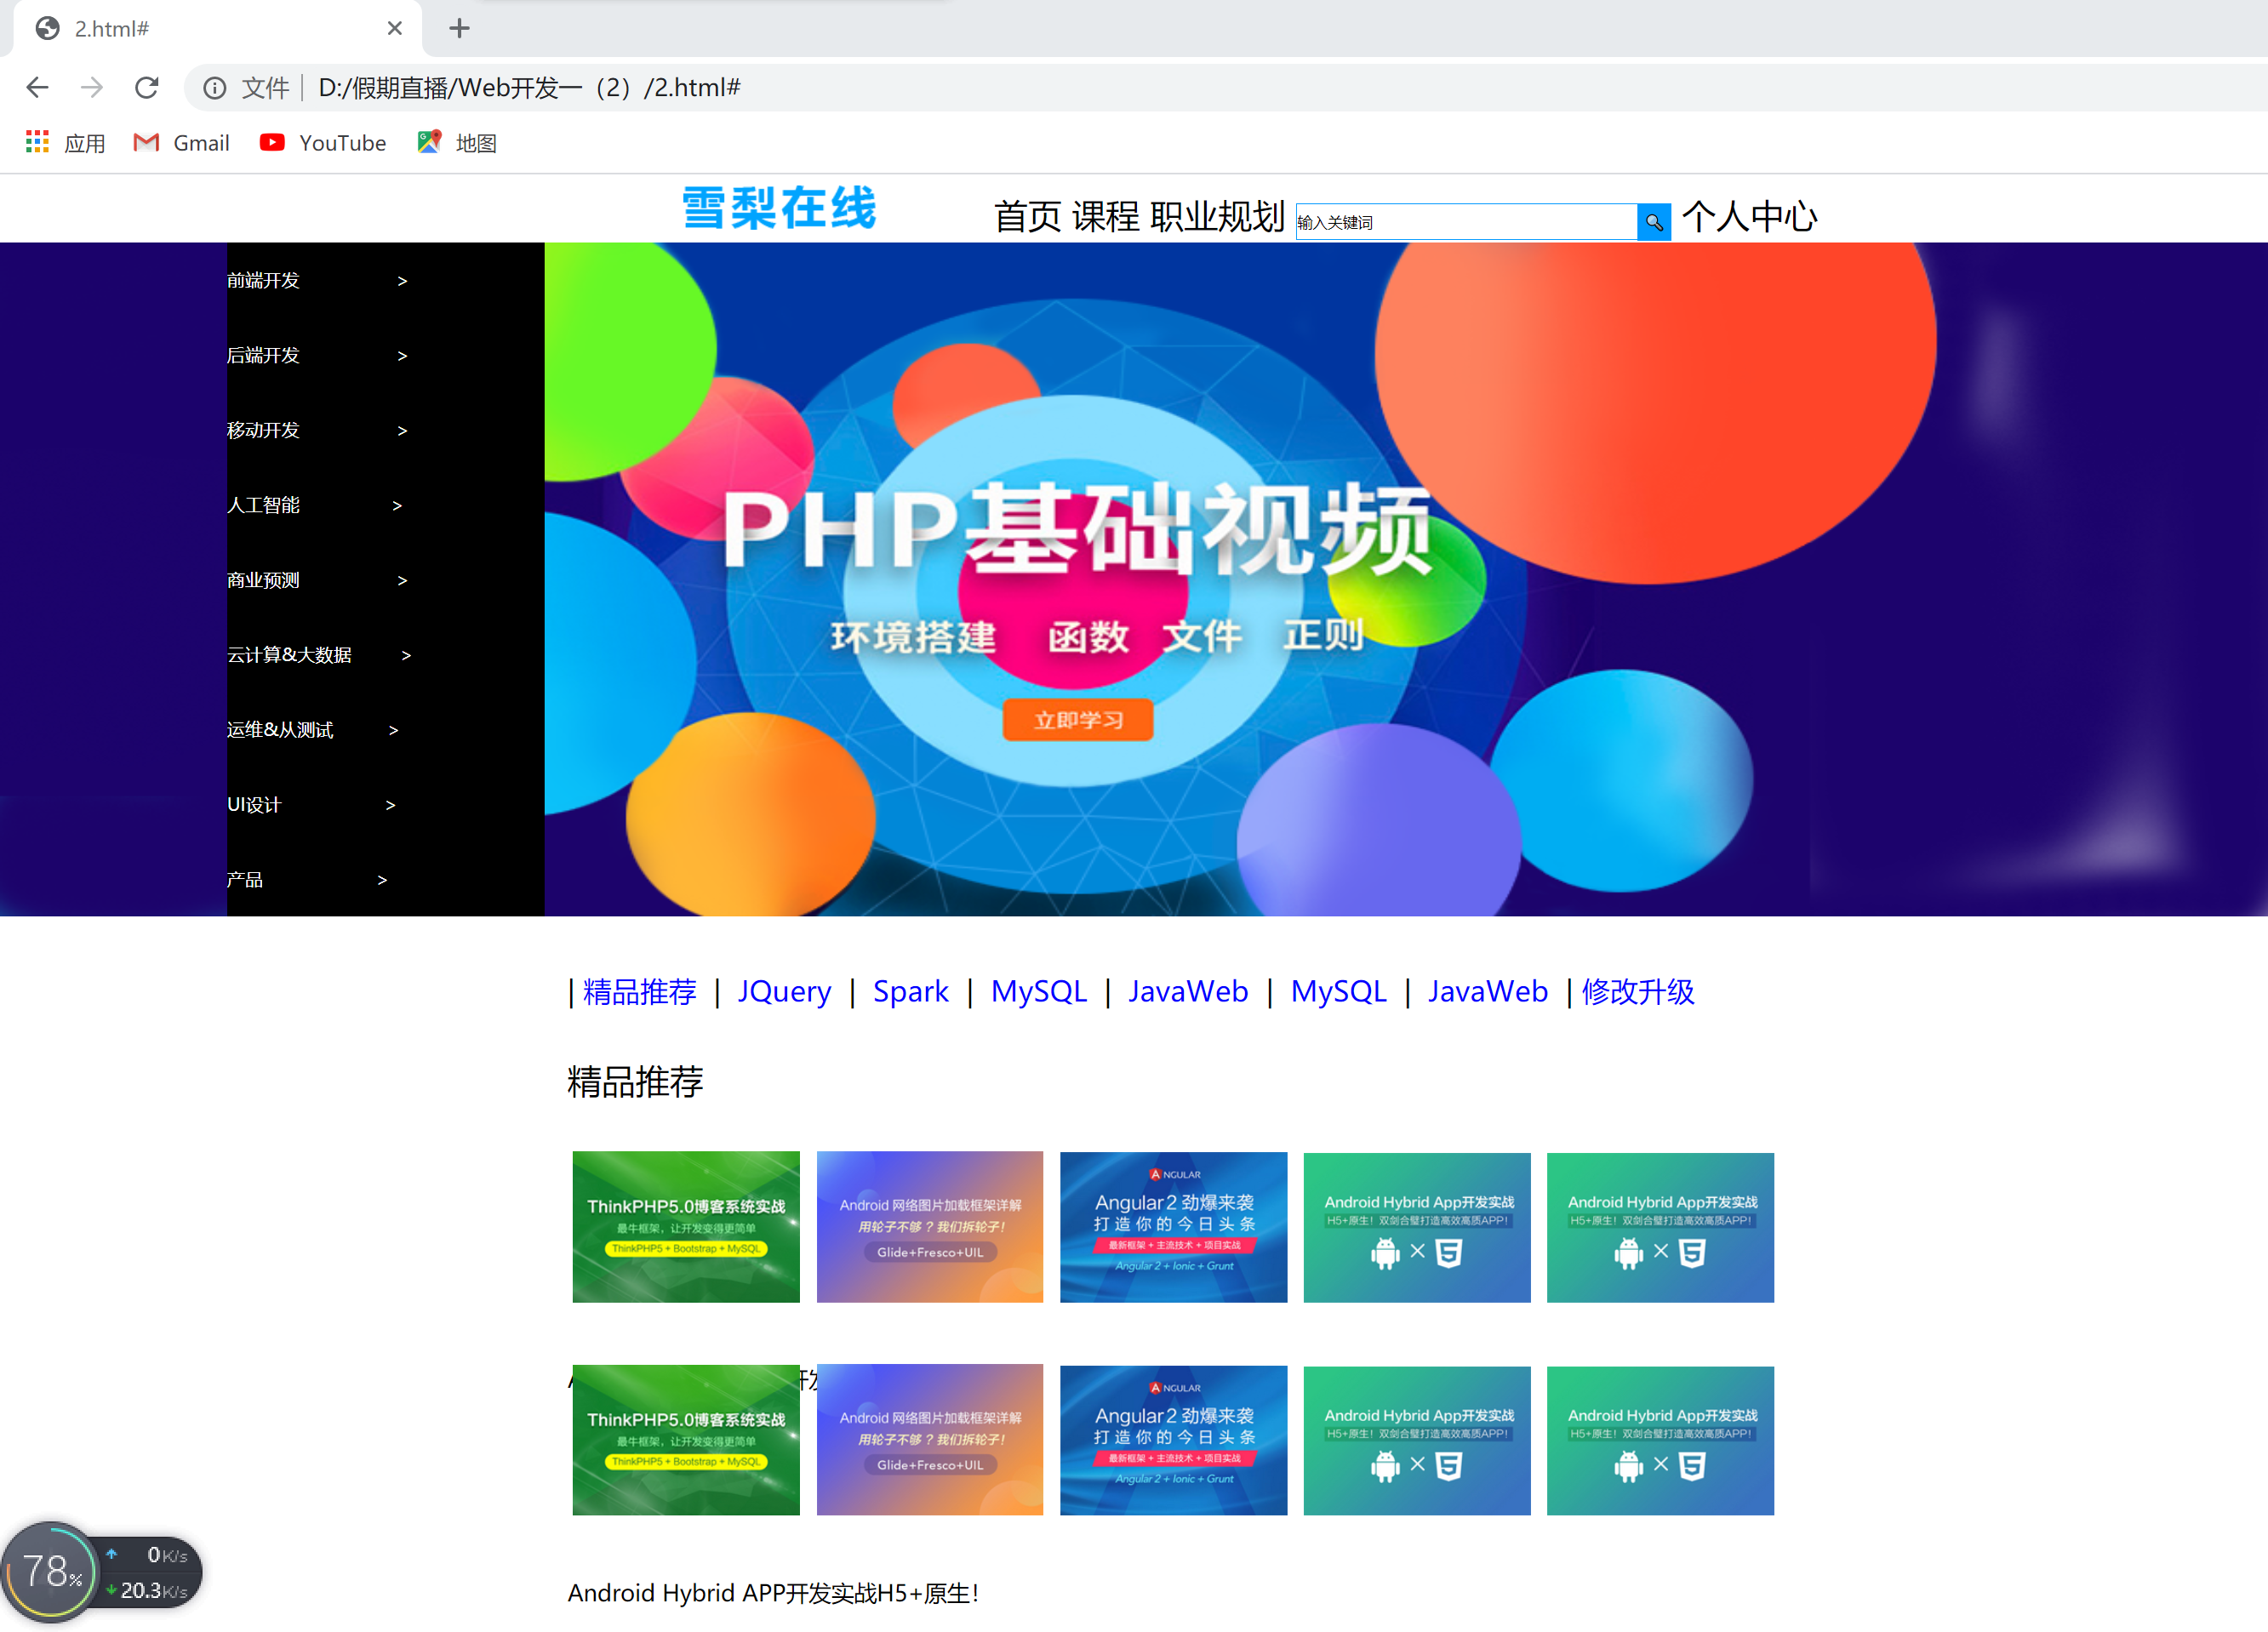 2.html#
文件 D:/假期直播/Web开发一（2）/2.html#
应用 Gmail YouTube 地图
雪梨在线 首页 课程 职业规划 输入关键词 个人中心
前端开发 >
后端开发 >
移动开发 >
人工智能 >
商业预测 >
云计算&大数据 >
运维&从测试 >
UI设计 >
产品 >
PHP基础视频
环境搭建 函数 文件 正则
立即学习
| 精品推荐 | JQuery | Spark | MySQL | JavaWeb | MySQL | JavaWeb | 修改升级
精品推荐
ThinkPHP5.0博客系统实战
最牛框架，让开发变得更简单
ThinkPHP5 + Bootstrap + MySQL
Android 网络图片加载框架详解
用轮子不够？我们拆轮子！
Glide+Fresco+UIL
ANGULAR
Angular2 劲爆来袭
打造你的今日头条
最新框架 + 主流技术 + 项目实战
Angular 2 + Ionic + Grunt
Android Hybrid App开发实战
H5+原生！双剑合璧打造高效高质APP！
Android Hybrid App开发实战
H5+原生！双剑合璧打造高效高质APP！
ThinkPHP5.0博客系统实战
最牛框架，让开发变得更简单
ThinkPHP5 + Bootstrap + MySQL
Android 网络图片加载框架详解
用轮子不够？我们拆轮子！
Glide+Fresco+UIL
ANGULAR
Angular2 劲爆来袭
打造你的今日头条
最新框架 + 主流技术 + 项目实战
Angular 2 + Ionic + Grunt
Android Hybrid App开发实战
H5+原生！双剑合璧打造高效高质APP！
Android Hybrid App开发实战
H5+原生！双剑合璧打造高效高质APP！
78%
0K/s
20.3K/s
Android Hybrid APP开发实战H5+原生！